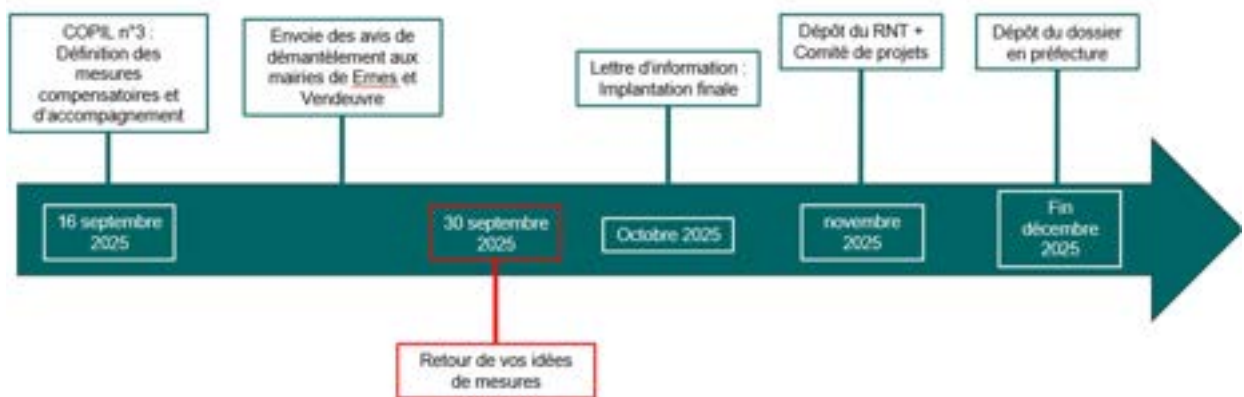 COPIL n°3 :
Définition des
mesures
compensatoires et
d'accompagnement
Envoie des avis de
démantèlement aux
mairies de Ernes et
Vendeuvre
Lettre d'information :
Implantation finale
Dépôt du RNT +
Comité de projets
Dépôt du dossier
en préfecture
16 septembre
2025
30 septembre
2025
Octobre 2025
novembre
2025
Fin
décembre
2025
Retour de vos idées
de mesures